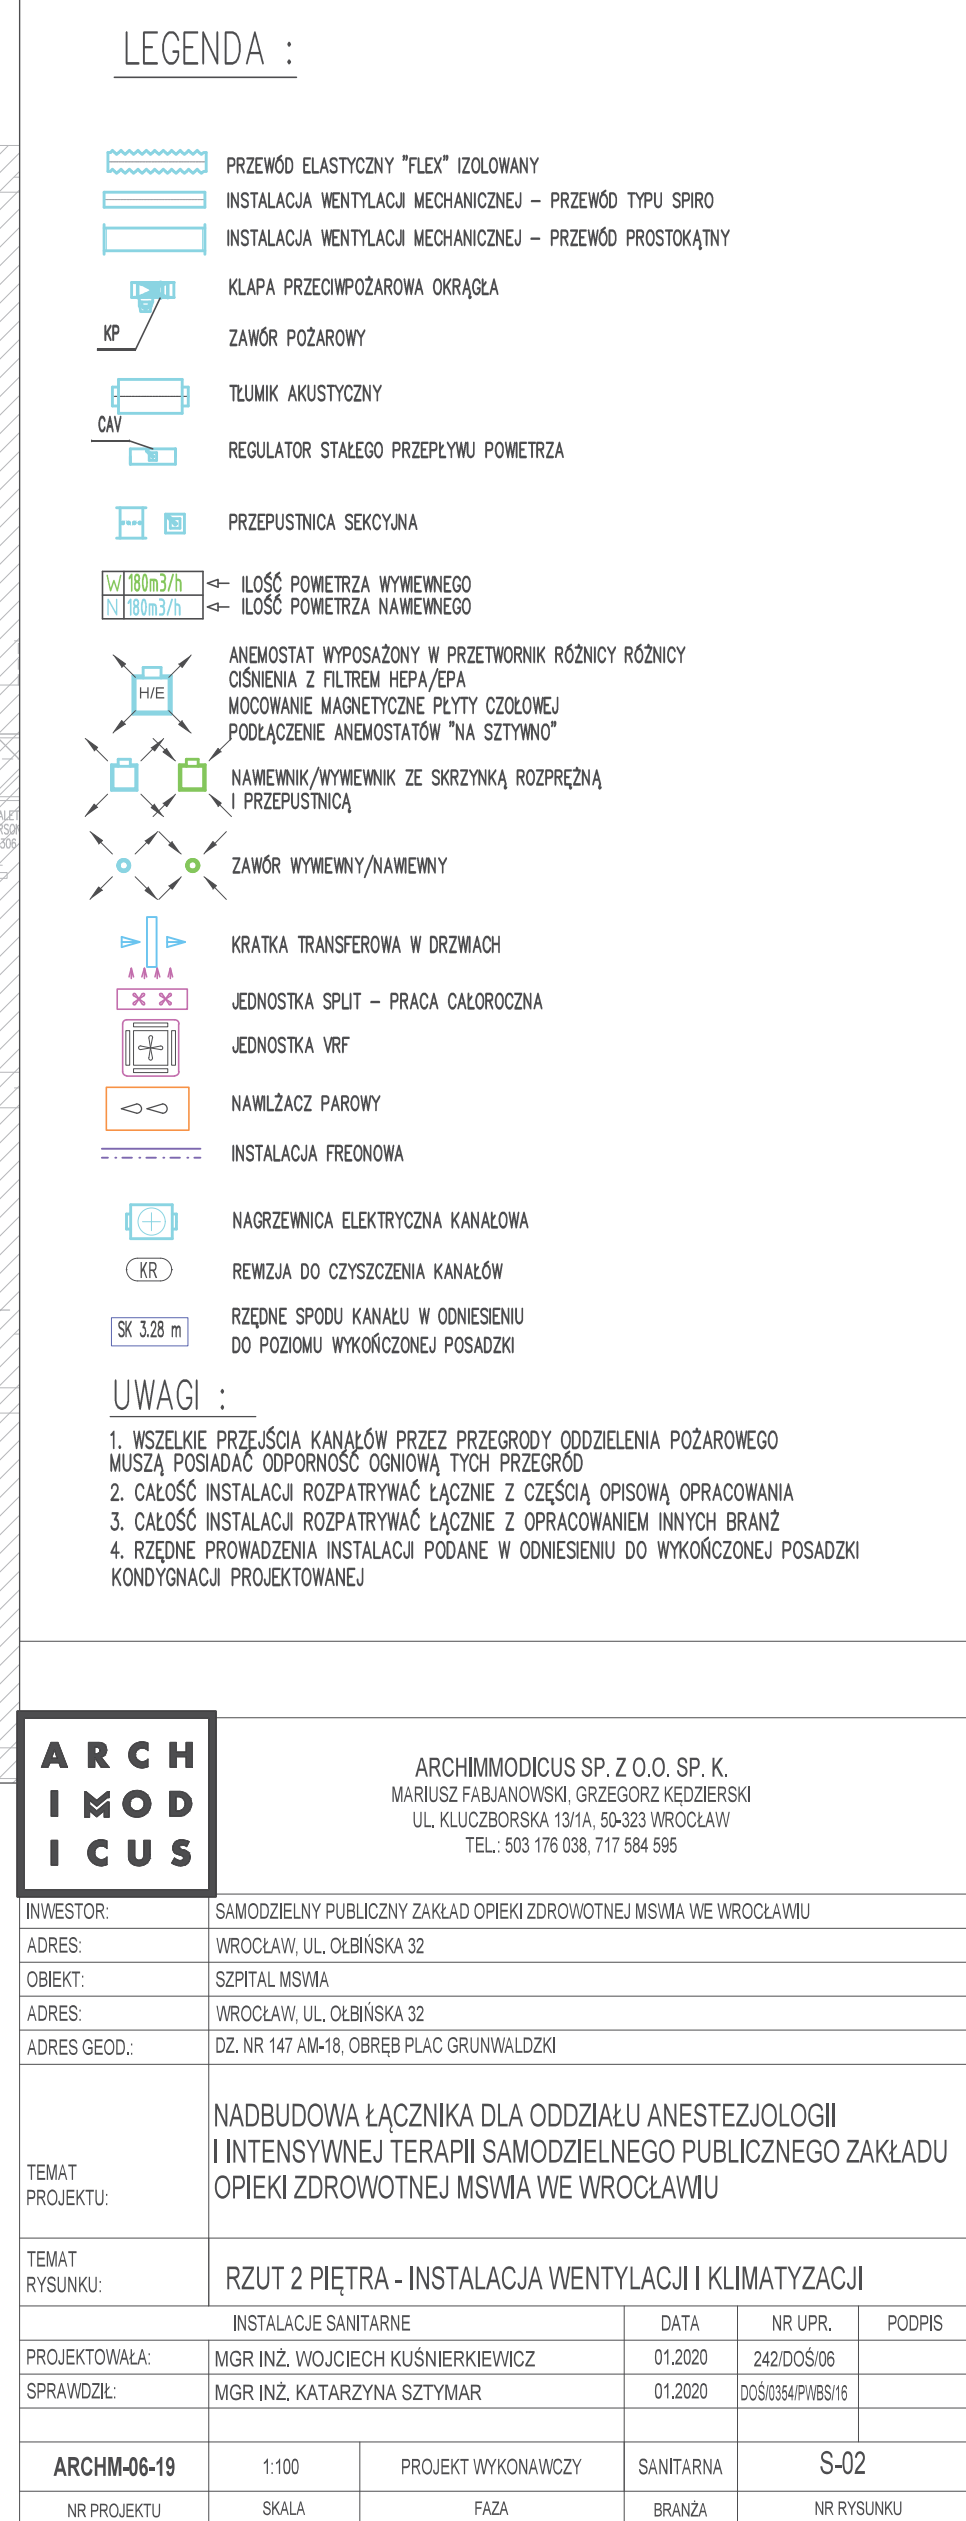 LEGENDA :
PRZEWÓD ELASTYCZNY "FLEX" IZOLOWANY
INSTALACJA WENTYLACJI MECHANICZNEJ – PRZEWÓD TYPU SPIRO
INSTALACJA WENTYLACJI MECHANICZNEJ – PRZEWÓD PROSTOKĄTNY
KLAPA PRZECIWPOŻAROWA OKRĄGŁA
KP
ZAWÓR POŻAROWY
TŁUMIK AKUSTYCZNY
CAV
REGULATOR STAŁEGO PRZEPŁYWU POWIETRZA
PRZEPUSTNICA SEKCYJNA
W 180m3/h ILOŚĆ POWIETRZA WYWIEWNEGO
N 180m3/h ILOŚĆ POWIETRZA NAWIEWNEGO
ANEMOSTAT WYPOSAŻONY W PRZETWORNIK RÓŻNICY RÓŻNICY
H/E CIŚNIENIA Z FILTREM HEPA/EPA
MOCOWANIE MAGNETYCZNE PŁYTY CZOŁOWEJ
PODŁĄCZENIE ANEMOSTATÓW "NA SZTYWNO"
NAWIEWNIK/WYWIEWNIK ZE SKRZYNKĄ ROZPRĘŻNĄ
I PRZEPUSTNICĄ
306
ZAWÓR WYWIEWNY/NAWIEWNY
KRATKA TRANSFEROWA W DRZWIACH
JEDNOSTKA SPLIT – PRACA CAŁOROCZNA
JEDNOSTKA VRF
NAWILŻACZ PAROWY
INSTALACJA FREONOWA
NAGRZEWNICA ELEKTRYCZNA KANAŁOWA
KR REWIZJA DO CZYSZCZENIA KANAŁÓW
SK 3.28 m RZĘDNE SPODU KANAŁU W ODNIESIENIU
DO POZIOMU WYKOŃCZONEJ POSADZKI
UWAGI :
1. WSZELKIE PRZEJŚCIA KANAŁÓW PRZEZ PRZEGRODY ODDZIELENIA POŻAROWEGO
MUSZĄ POSIADAĆ ODPORNOŚĆ OGNIOWĄ TYCH PRZEGRÓD
2. CAŁOŚĆ INSTALACJI ROZPATRYWAĆ ŁĄCZNIE Z CZĘŚCIĄ OPISOWĄ OPRACOWANIA
3. CAŁOŚĆ INSTALACJI ROZPATRYWAĆ ŁĄCZNIE Z OPRACOWANIEM INNYCH BRANŻ
4. RZĘDNE PROWADZENIA INSTALACJI PODANE W ODNIESIENIU DO WYKOŃCZONEJ POSADZKI
KONDYGNACJI PROJEKTOWANEJ
ARCH
IMOD
ICUS
ARCHIMMODICUS SP. Z O.O. SP. K.
MARIUSZ FABJANOWSKI, GRZEGORZ KĘDZIERSKI
UL. KLUCZBORSKA 13/1A, 50-323 WROCŁAW
TEL.: 503 176 038, 717 584 595
INWESTOR: SAMODZIELNY PUBLICZNY ZAKŁAD OPIEKI ZDROWOTNEJ MSWIA WE WROCŁAWIU
ADRES: WROCŁAW, UL. OŁBIŃSKA 32
OBIEKT: SZPITAL MSWIA
ADRES: WROCŁAW, UL. OŁBIŃSKA 32
ADRES GEOD.: DZ. NR 147 AM-18, OBRĘB PLAC GRUNWALDZKI
TEMAT
PROJEKTU:
NADBUDOWA ŁĄCZNIKA DLA ODDZIAŁU ANESTEZJOLOGII
I INTENSYWNEJ TERAPII SAMODZIELNEGO PUBLICZNEGO ZAKŁADU
OPIEKI ZDROWOTNEJ MSWIA WE WROCŁAWIU
TEMAT
RYSUNKU:
RZUT 2 PIĘTRA - INSTALACJA WENTYLACJI I KLIMATYZACJI
INSTALACJE SANITARNE DATA NR UPR. PODPIS
PROJEKTOWAŁA: MGR INŻ. WOJCIECH KUŚNIERKIEWICZ 01.2020 242/DOŚ/06
SPRAWDZIŁ: MGR INŻ. KATARZYNA SZTYMAR 01.2020 DOŚ/0354/PWBS/16
ARCHM-06-19 1:100 PROJEKT WYKONAWCZY SANITARNA S-02
NR PROJEKTU SKALA FAZA BRANŻA NR RYSUNKU